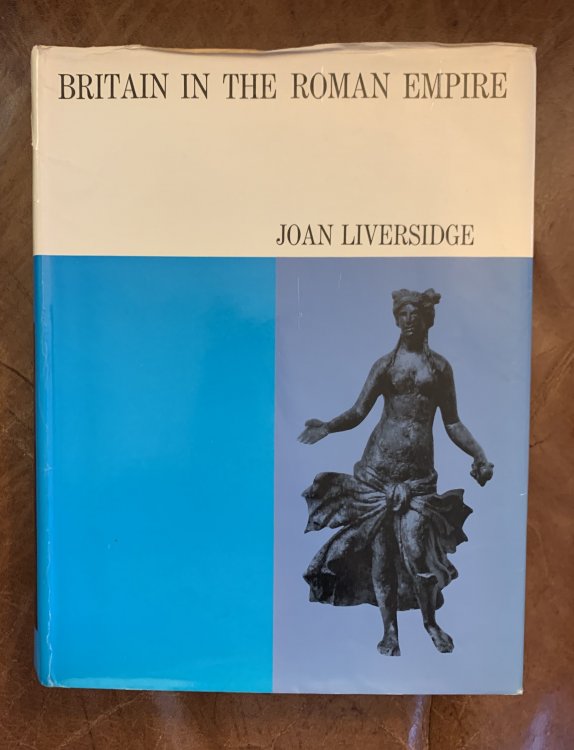 BRITAIN IN THE ROMAN EMPIRE
JOAN LIVERSIDGE